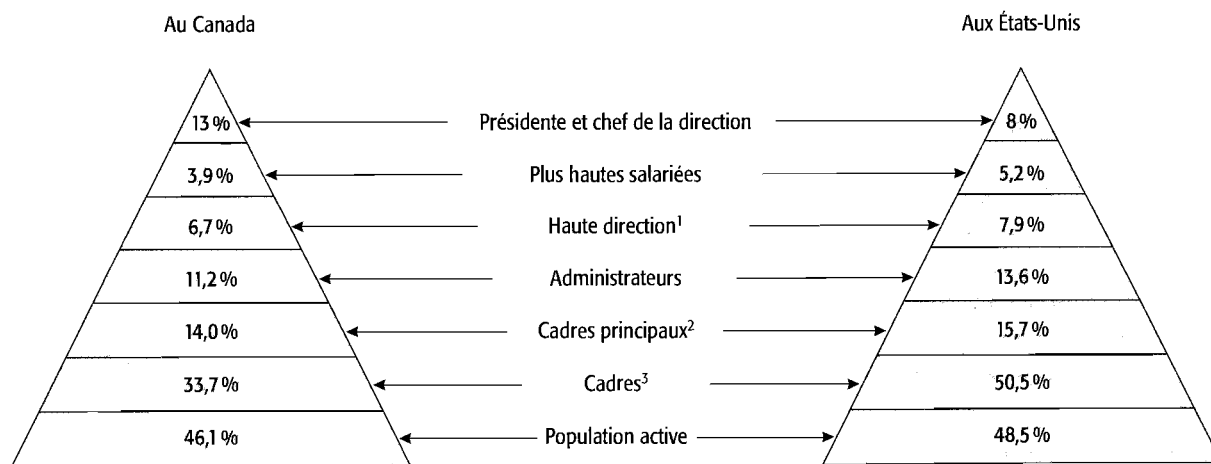 Au Canada Aux États-Unis
13 % Présidente et chef de la direction 8 %
3,9 % Plus hautes salariées 5,2 %
6,7 % Haute direction¹ 7,9 %
11,2 % Administrateurs 13,6 %
14,0 % Cadres principaux² 15,7 %
33,7 % Cadres³ 50,5 %
46,1 % Population active 48,5 %